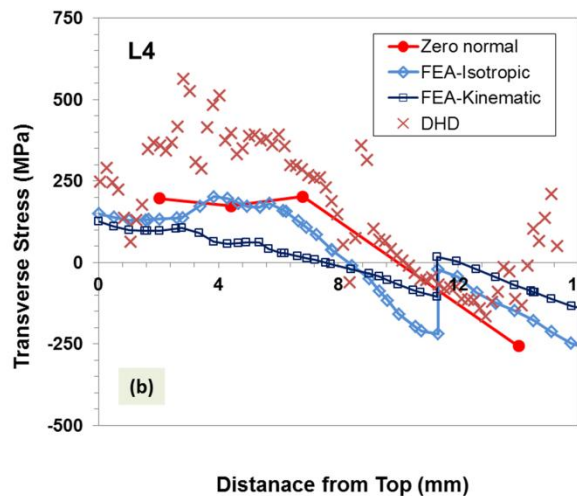 750
L4
Zero normal
FEA-Isotropic
FEA-Kinematic
DHD
500
250
0
0
4
8
12
1
-250
-500
(b)
Transverse Stress (MPa)
Distanace from Top (mm)